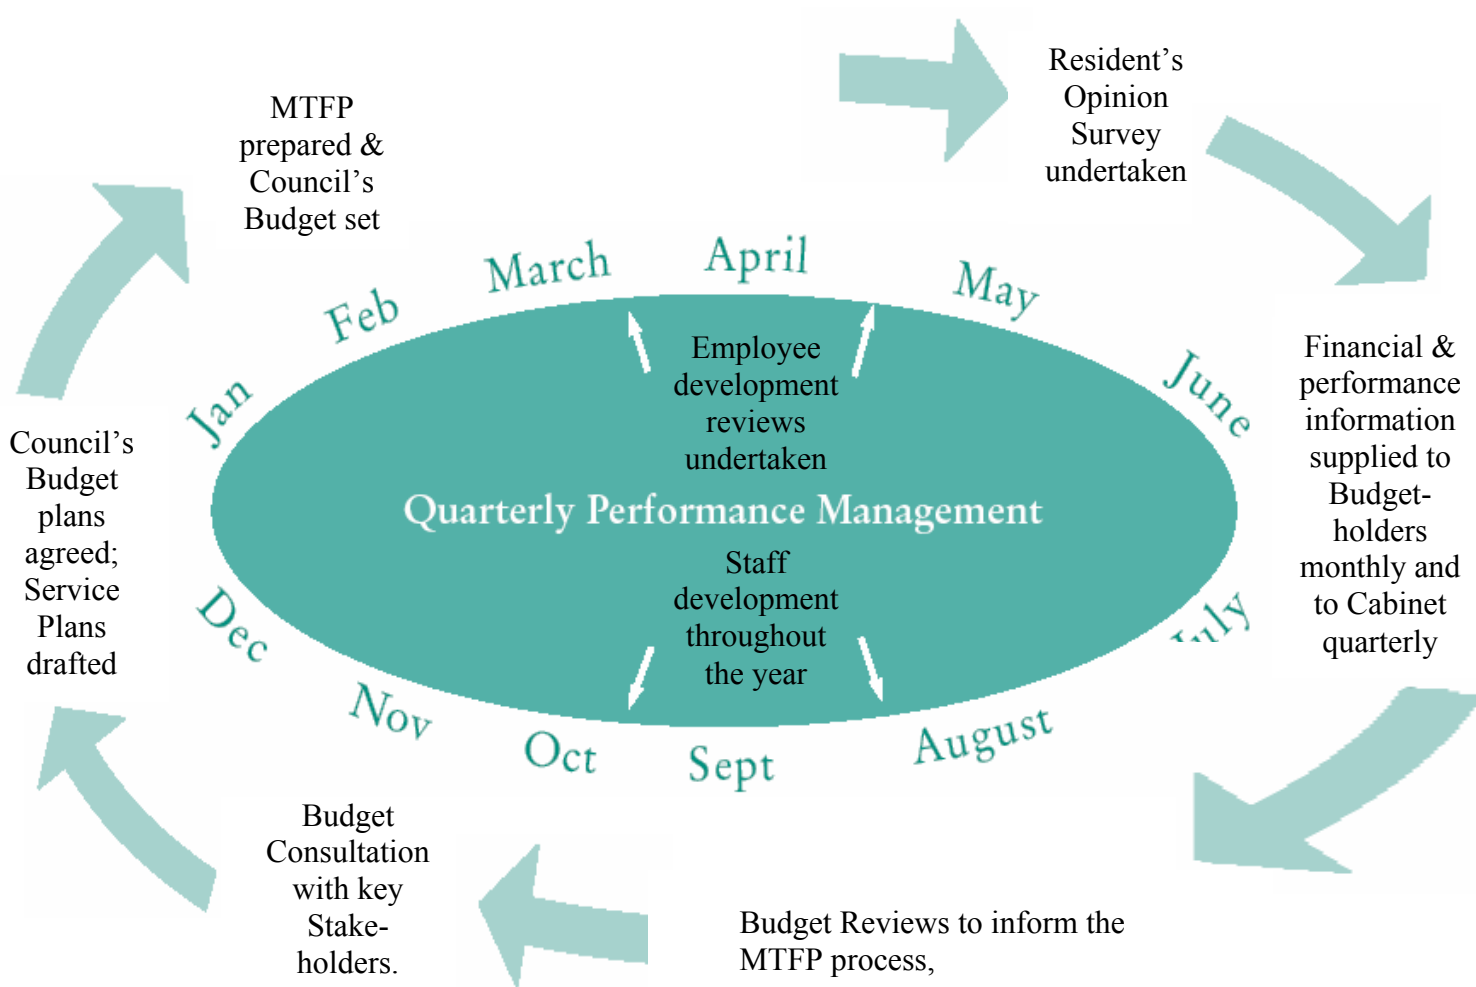 Resident’s
Opinion
Survey
undertaken
MTFP
prepared &
Council’s
Budget set
March
April
May
Feb
June
Jan
Employee
development
reviews
undertaken
Financial &
performance
information
supplied to
Budget-
holders
monthly and
to Cabinet
quarterly
Council’s
Budget
plans
agreed;
Service
Plans
drafted
Quarterly Performance Management
Staff
development
throughout
the year
Dec
July
Nov
Oct
Sept
August
Budget
Consultation
with key
Stake-
holders.
Budget Reviews to inform the
MTFP process,